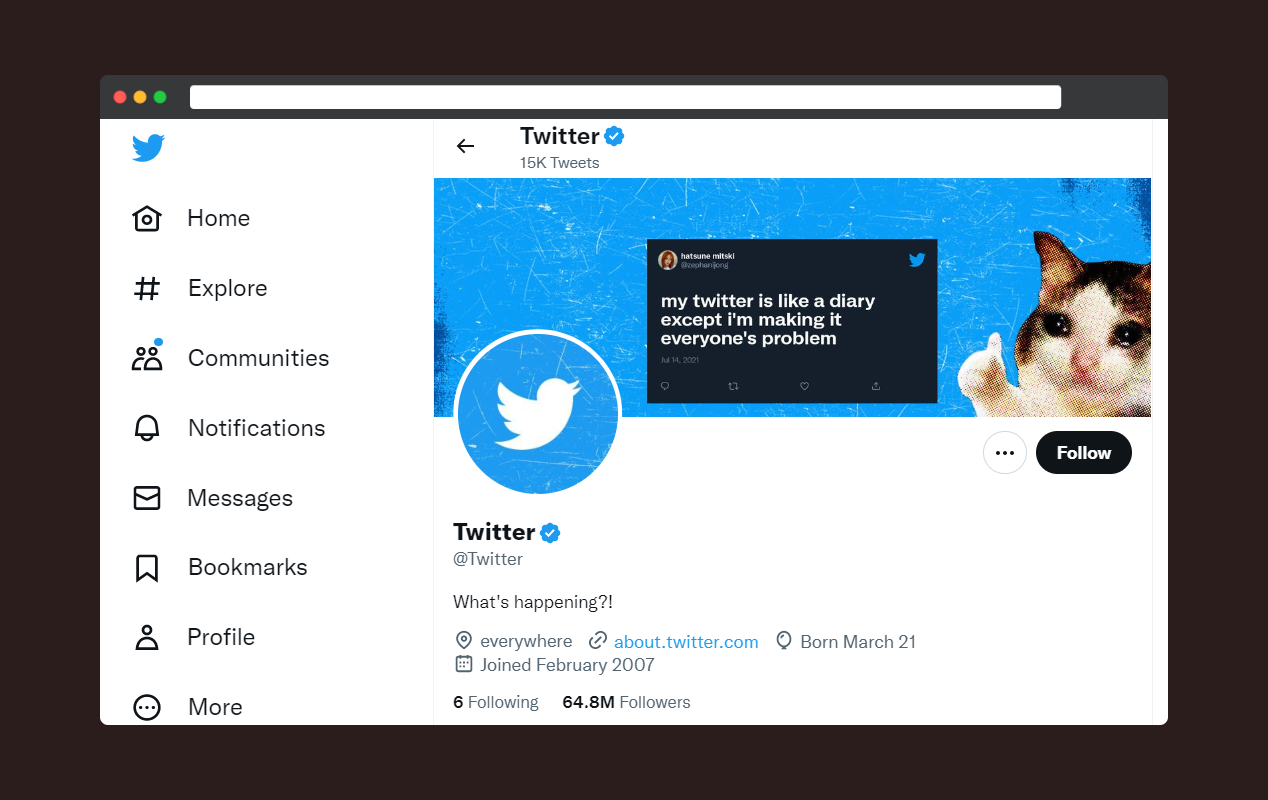 Twitter
15K Tweets
Home
Explore
Communities
Notifications
Messages
Bookmarks
Profile
More
hatsune mitski
@zephanijong
my twitter is like a diary
except i'm making it
everyone's problem
Jul 14, 2021
Follow
Twitter
@Twitter
What's happening?!
everywhere about.twitter.com Born March 21
Joined February 2007
6 Following 64.8M Followers